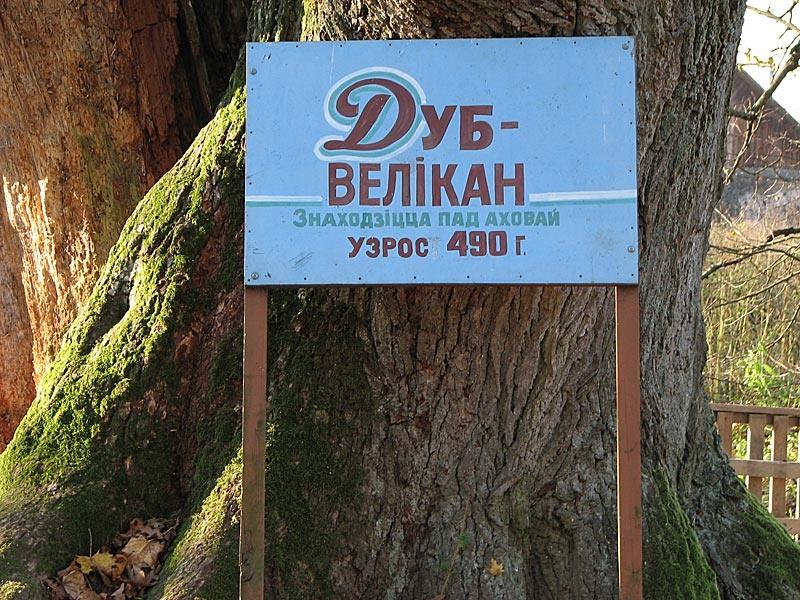 Дуб-
ВЕЛІКАН
Знаходзіцца пад аховай
УЗРОСТ 490 г.